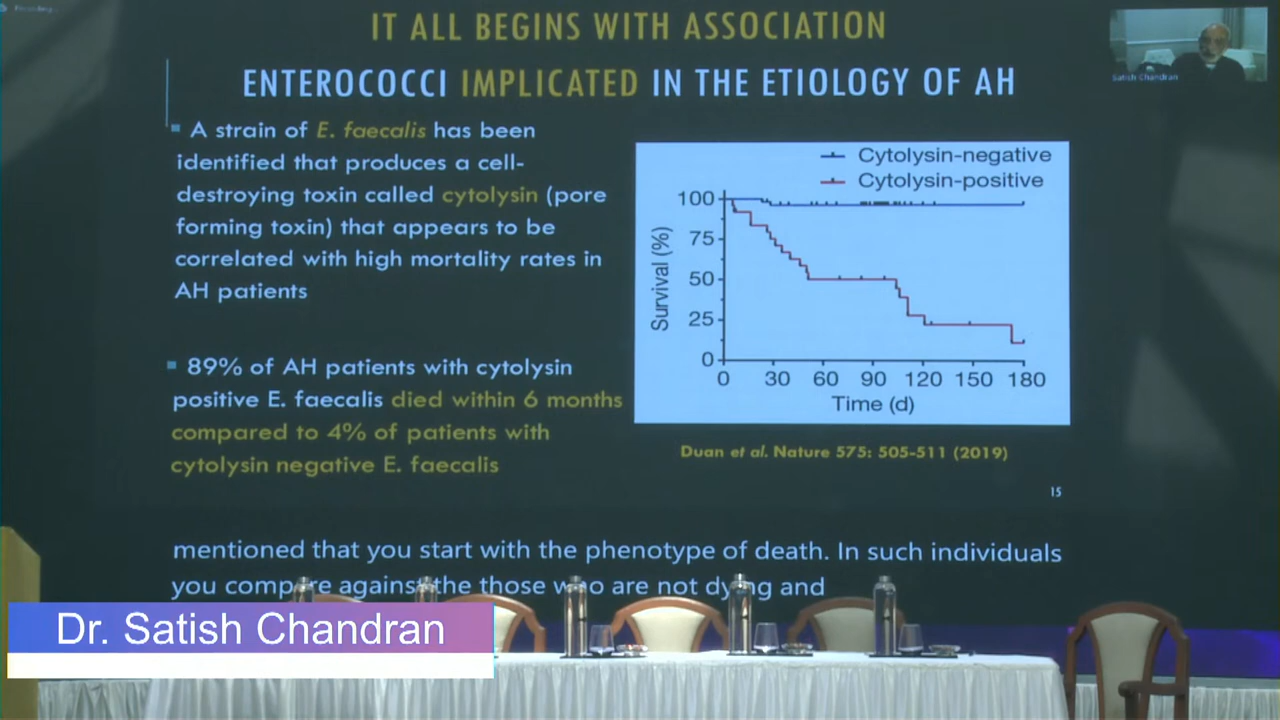 IT ALL BEGINS WITH ASSOCIATION
ENTEROCOCCI IMPLICATED IN THE ETIOLOGY OF AH
Satish Chandran
▪ A strain of E. faecalis has been
identified that produces a cell-
destroying toxin called cytolysin (pore
forming toxin) that appears to be
correlated with high mortality rates in
AH patients
▪ 89% of AH patients with cytolysin
positive E. faecalis died within 6 months
compared to 4% of patients with
cytolysin negative E. faecalis
Cytolysin-negative
Cytolysin-positive
Survival (%)
100
75
50
25
0
0 30 60 90 120 150 180
Time (d)
Duan et al. Nature 575: 505-511 (2019)
15
mentioned that you start with the phenotype of death. In such individuals
you compare against the those who are not dying and
Dr. Satish Chandran